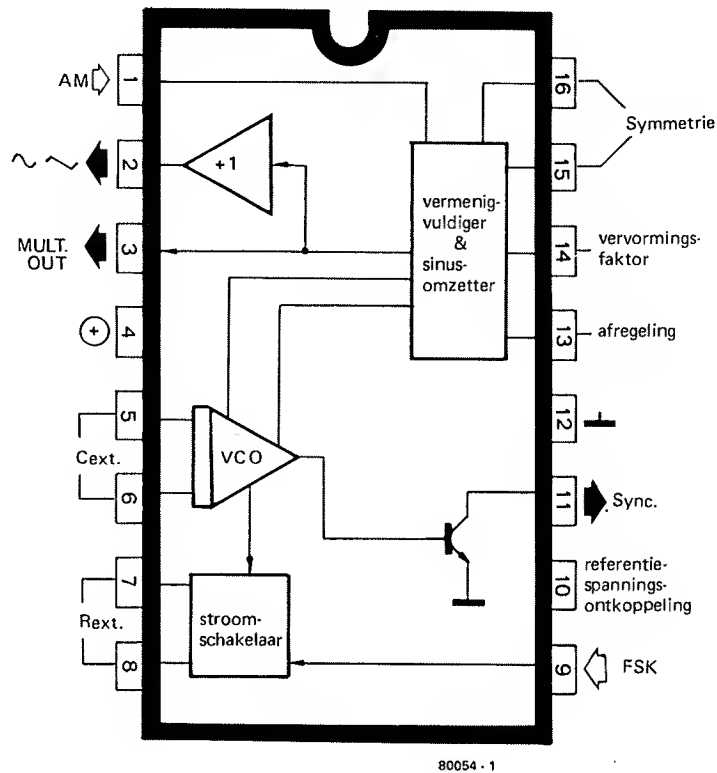 AM
1
16
Symmetrie
+1
2
15
MULT.
OUT
3
vermenig-
vuldiger
&
sinus-
omzetter
14
vervormings-
faktor
+
4
13
afregeling
5
12
Cext.
VCO
6
11
Sync.
7
10
referentie-
spannings-
ontkoppeling
Rext.
stroom-
schakelaar
8
9
FSK
80054 - 1